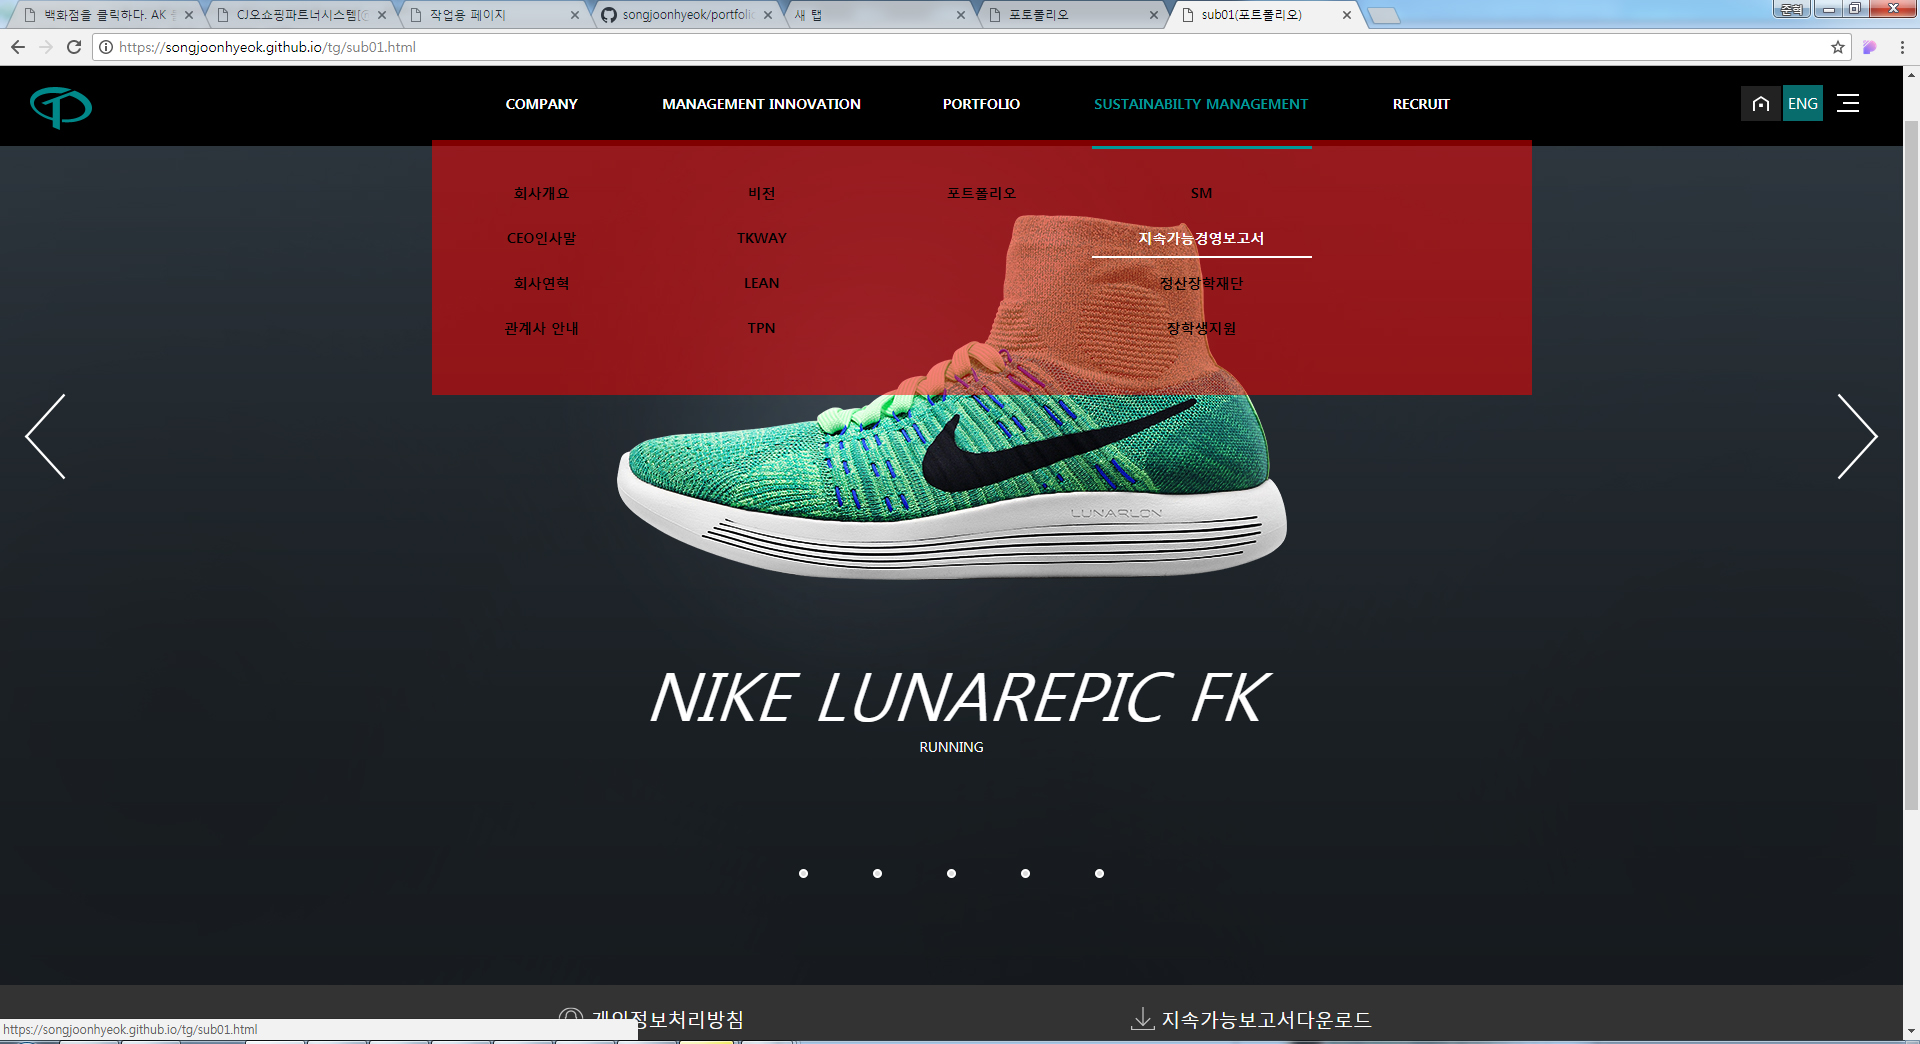 백화점을 클릭하다. AK
CJ오쇼핑파트너시스템[
작업용 페이지
songjoonhyeok/portfoli
새 탭
포토폴리오
sub01(포트폴리오)
준혁
https://songjoonhyeok.github.io/tg/sub01.html
COMPANY
MANAGEMENT INNOVATION
PORTFOLIO
SUSTAINABILTY MANAGEMENT
RECRUIT
ENG
회사개요
비전
포트폴리오
SM
CEO인사말
TKWAY
지속가능경영보고서
회사연혁
LEAN
정산장학재단
관계사 안내
TPN
장학생지원
LUNARLON
NIKE LUNAREPIC FK
RUNNING
개인정보처리방침
지속가능보고서다운로드
https://songjoonhyeok.github.io/tg/sub01.html